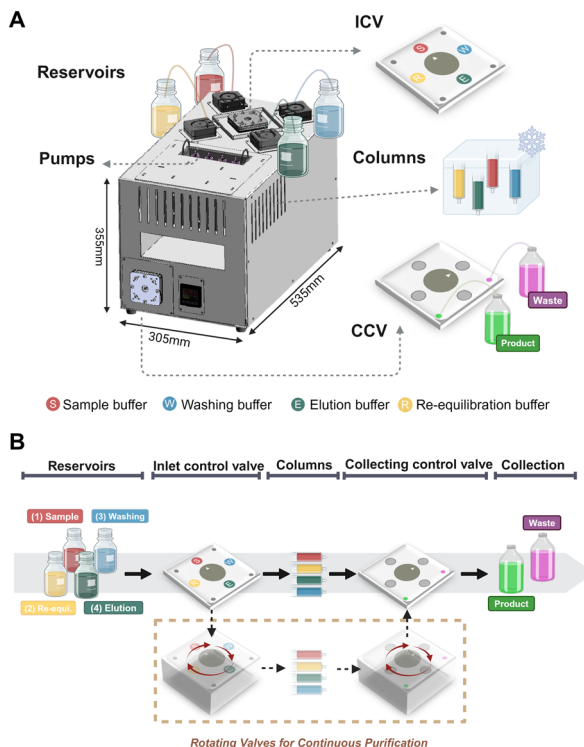 A
ICV
S
W
R
E
Reservoirs
Pumps
Columns
355mm
305mm
535mm
CCV
Waste
Product
S Sample buffer
W Washing buffer
E Elution buffer
R Re-equilibration buffer
B
Reservoirs
Inlet control valve
Columns
Collecting control valve
Collection
(1) Sample
(3) Washing
(2) Re-equi.
(4) Elution
S
W
R
E
Waste
Product
Rotating Valves for Continuous Purification